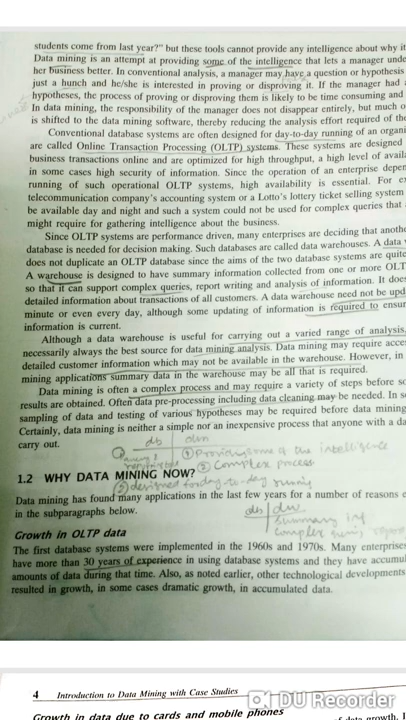 students come from last year?" but these tools cannot provide any intelligence about why it
Data mining is an attempt at providing some of the intelligence that lets a manager unde
her business better. In conventional analysis, a manager may have a question or hypothesis
just a hunch and he/she is interested in proving or disproving it. If the manager had
hypotheses, the process of proving or disproving them is likely to be time consuming and
In data mining, the responsibility of the manager does not disappear entirely, but much o
is shifted to the data mining software, thereby reducing the analysis effort required of the
Conventional database systems are often designed for day-to-day running of an organi
are called Online Transaction Processing (OLTP) systems. These systems are designed
business transactions online and are optimized for high throughput, a high level of availa
in some cases high security of information. Since the operation of an enterprise depen
running of such operational OLTP systems, high availability is essential. For ex
telecommunication company's accounting system or a Lotto's lottery ticket selling system
be available day and night and such a system could not be used for complex queries that
might require for gathering intelligence about the business.
Since OLTP systems are performance driven, many enterprises are deciding that anothe
database is needed for decision making. Such databases are called data warehouses. A data
does not duplicate an OLTP database since the aims of the two database systems are quite
A warehouse is designed to have summary information collected from one or more OLT
so that it can support complex queries, report writing and analysis of information. It does
detailed information about transactions of all customers. A data warehouse need not be upd
minute or even every day, although some updating of information is required to ensur
information is current.
Although a data warehouse is useful for carrying out a varied range of analysis,
necessarily always the best source for data mining analysis. Data mining may require acces
detailed customer information which may not be available in the warehouse. However, in
mining applications summary data in the warehouse may be all that is required.
Data mining is often a complex process and may require a variety of steps before so
results are obtained. Often data pre-processing including data cleaning may be needed. In so
sampling of data and testing of various hypotheses may be required before data mining
Certainly, data mining is neither a simple nor an inexpensive process that anyone with a da
carry out.
db dm
① Providing some of the intelligence
② Complex process
1.2 WHY DATA MINING NOW?
designed for day-to-day running
Data mining has found many applications in the last few years for a number of reasons e
in the subparagraphs below.
db dw
summary inf
complex
Growth in OLTP data
The first database systems were implemented in the 1960s and 1970s. Many enterprises
have more than 30 years of experience in using database systems and they have accumul
amounts of data during that time. Also, as noted earlier, other technological developments
resulted in growth, in some cases dramatic growth, in accumulated data.
4 Introduction to Data Mining with Case Studies
DU Recorder
Growth in data due to cards and mobile phones